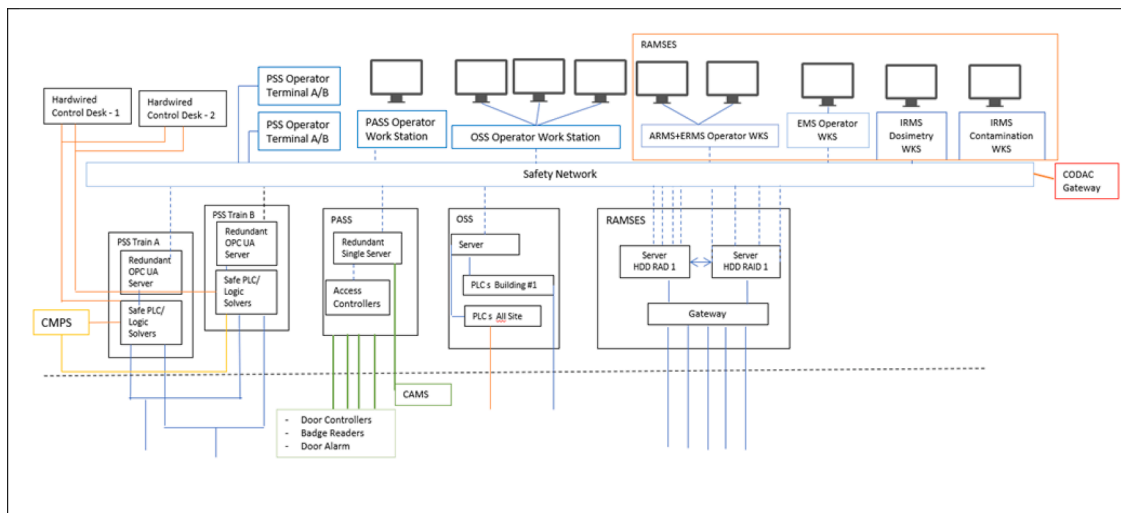 RAMSES
Hardwired
Control Desk - 1
Hardwired
Control Desk - 2
PSS Operator
Terminal A/B
PSS Operator
Terminal A/B
PASS Operator
Work Station
OSS Operator Work Station
ARMS+ERMS Operator WKS
EMS Operator
WKS
IRMS
Dosimetry
WKS
IRMS
Contamination
WKS
Safety Network
CODAC
Gateway
PSS Train A
Redundant
OPC UA
Server
Safe PLC/
Logic
Solvers
PSS Train B
Redundant
OPC UA
Server
Safe PLC/
Logic
Solvers
CMPS
PASS
Redundant
Single Server
Access
Controllers
OSS
Server
PLC s Building #1
PLC s All Site
RAMSES
Server
HDD RAD 1
Server
HDD RAID 1
Gateway
CAMS
- Door Controllers
- Badge Readers
- Door Alarm